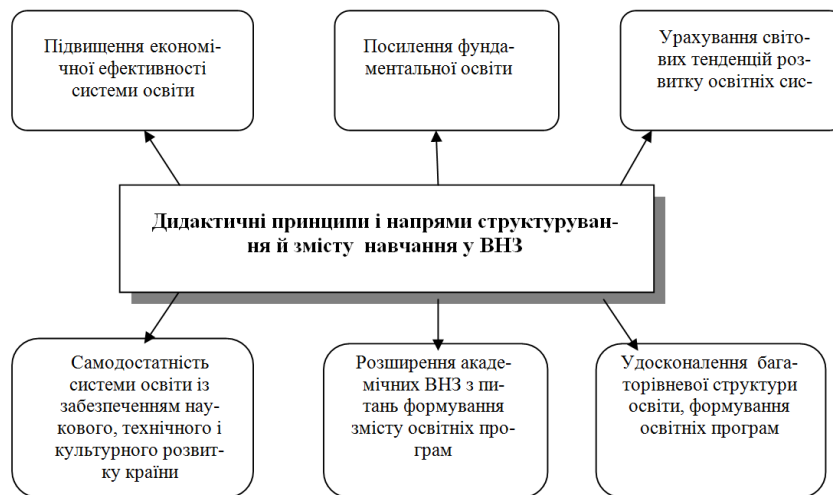 Підвищення економі-
чної ефективності
системи освіти
Посилення фунда-
ментальної освіти
Урахування світо-
вих тенденцій роз-
витку освітніх сис-
Дидактичні принципи і напрями структуруван-
ня й змісту навчання у ВНЗ
Самодостатність
системи освіти із
забезпеченням нау-
кового, технічного і
культурного розвит-
ку країни
Розширення акаде-
мічних ВНЗ з пи-
тань формування
змісту освітніх про-
грам
Удосконалення бага-
торівневої структури
освіти, формування
освітніх програм